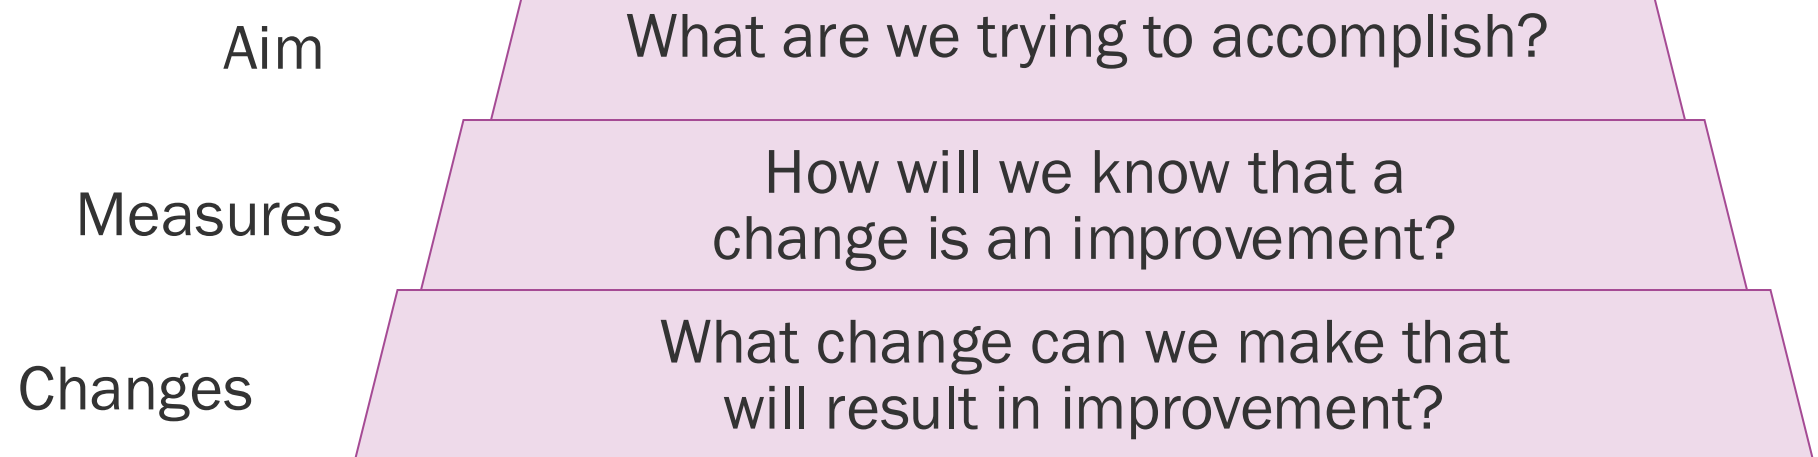 Aim
What are we trying to accomplish?
Measures
How will we know that a
change is an improvement?
Changes
What change can we make that
will result in improvement?